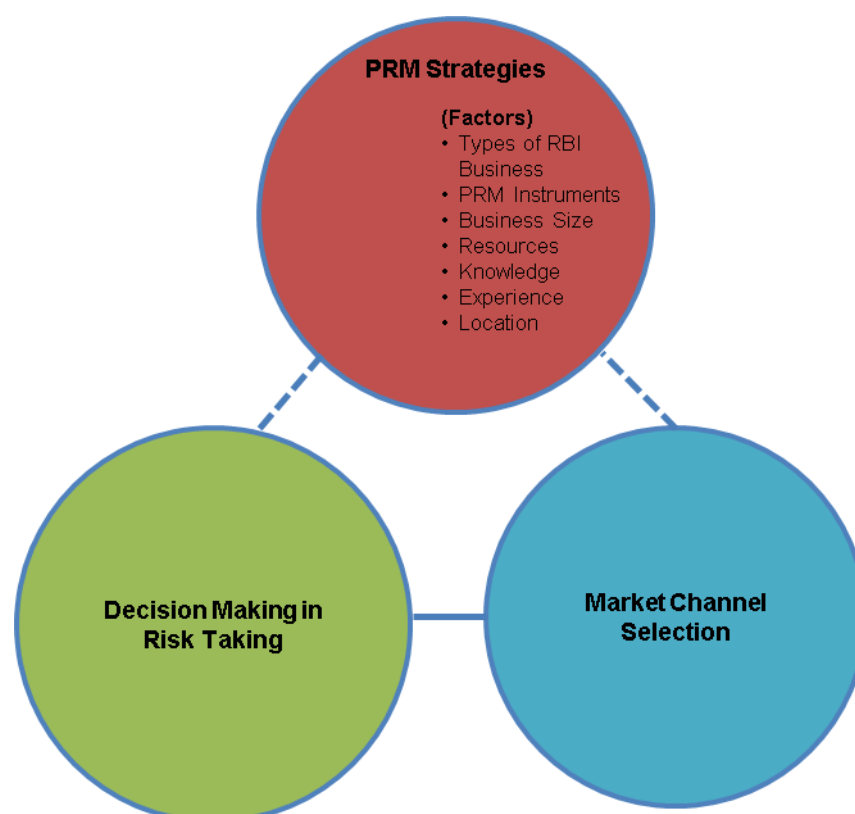 PRM Strategies
(Factors)
• Types of RBI
Business
• PRM Instruments
• Business Size
• Resources
• Knowledge
• Experience
• Location
Decision Making in
Risk Taking
Market Channel
Selection